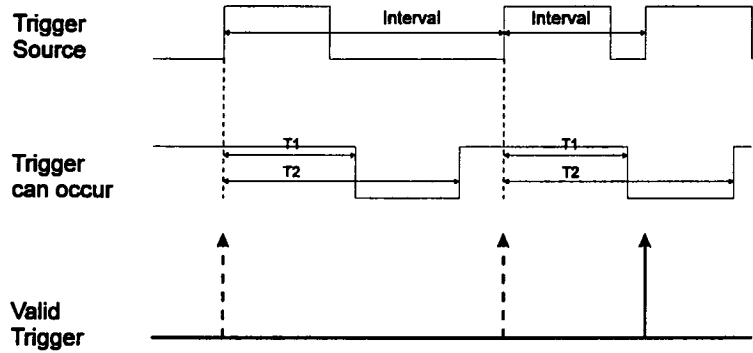 Trigger
Source
Interval
Interval
Trigger
can occur
T1
T2
T1
T2
Valid
Trigger